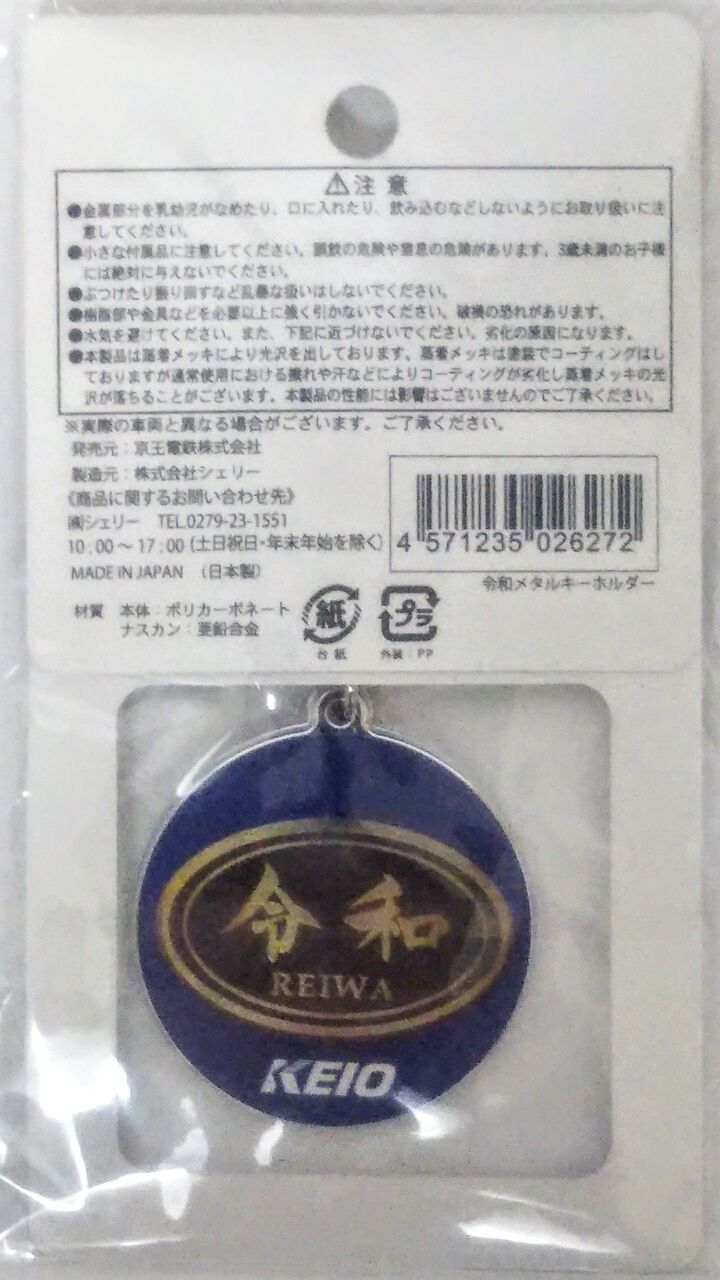 ⚠注意
●金属部分を乳幼児がなめたり、口に入れたり、飲み込むなどしないようにお取り扱いに注
意してください。
●小さな付属品に注意してください。誤飲の危険や窒息の危険があります。3歳未満のお子様
には絶対に与えないでください。
●ぶつけたり振り回すなど乱暴な扱いはしないでください。
●樹脂部や金具などを必要以上に強く引かないでください。破損の恐れがあります。
●水気を避けてください。また、下記に近づけないでください。劣化の原因になります。
●本製品は蒸着メッキにより光沢を出しております。蒸着メッキは塗装でコーティングはし
ておりますが通常使用における擦れや汗などによりコーティングが劣化し蒸着メッキの光
沢が落ちることがございます。本製品の性能には影響はございませんのでご了承ください。
※実際の車両と異なる場合がございます。ご了承ください。
発売元：京王電鉄株式会社
製造元：株式会社シェリー
《商品に関するお問い合わせ先》
㈱シェリー TEL.0279-23-1551
10：00～17：00（土日祝日・年末年始を除く）
MADE IN JAPAN （日本製）
4 571235 026272
令和メタルキーホルダー
材質 本体：ポリカーボネート
ナスカン：亜鉛合金
紙
台紙
プラ
外装：PP
令和
REIWA
KEIO